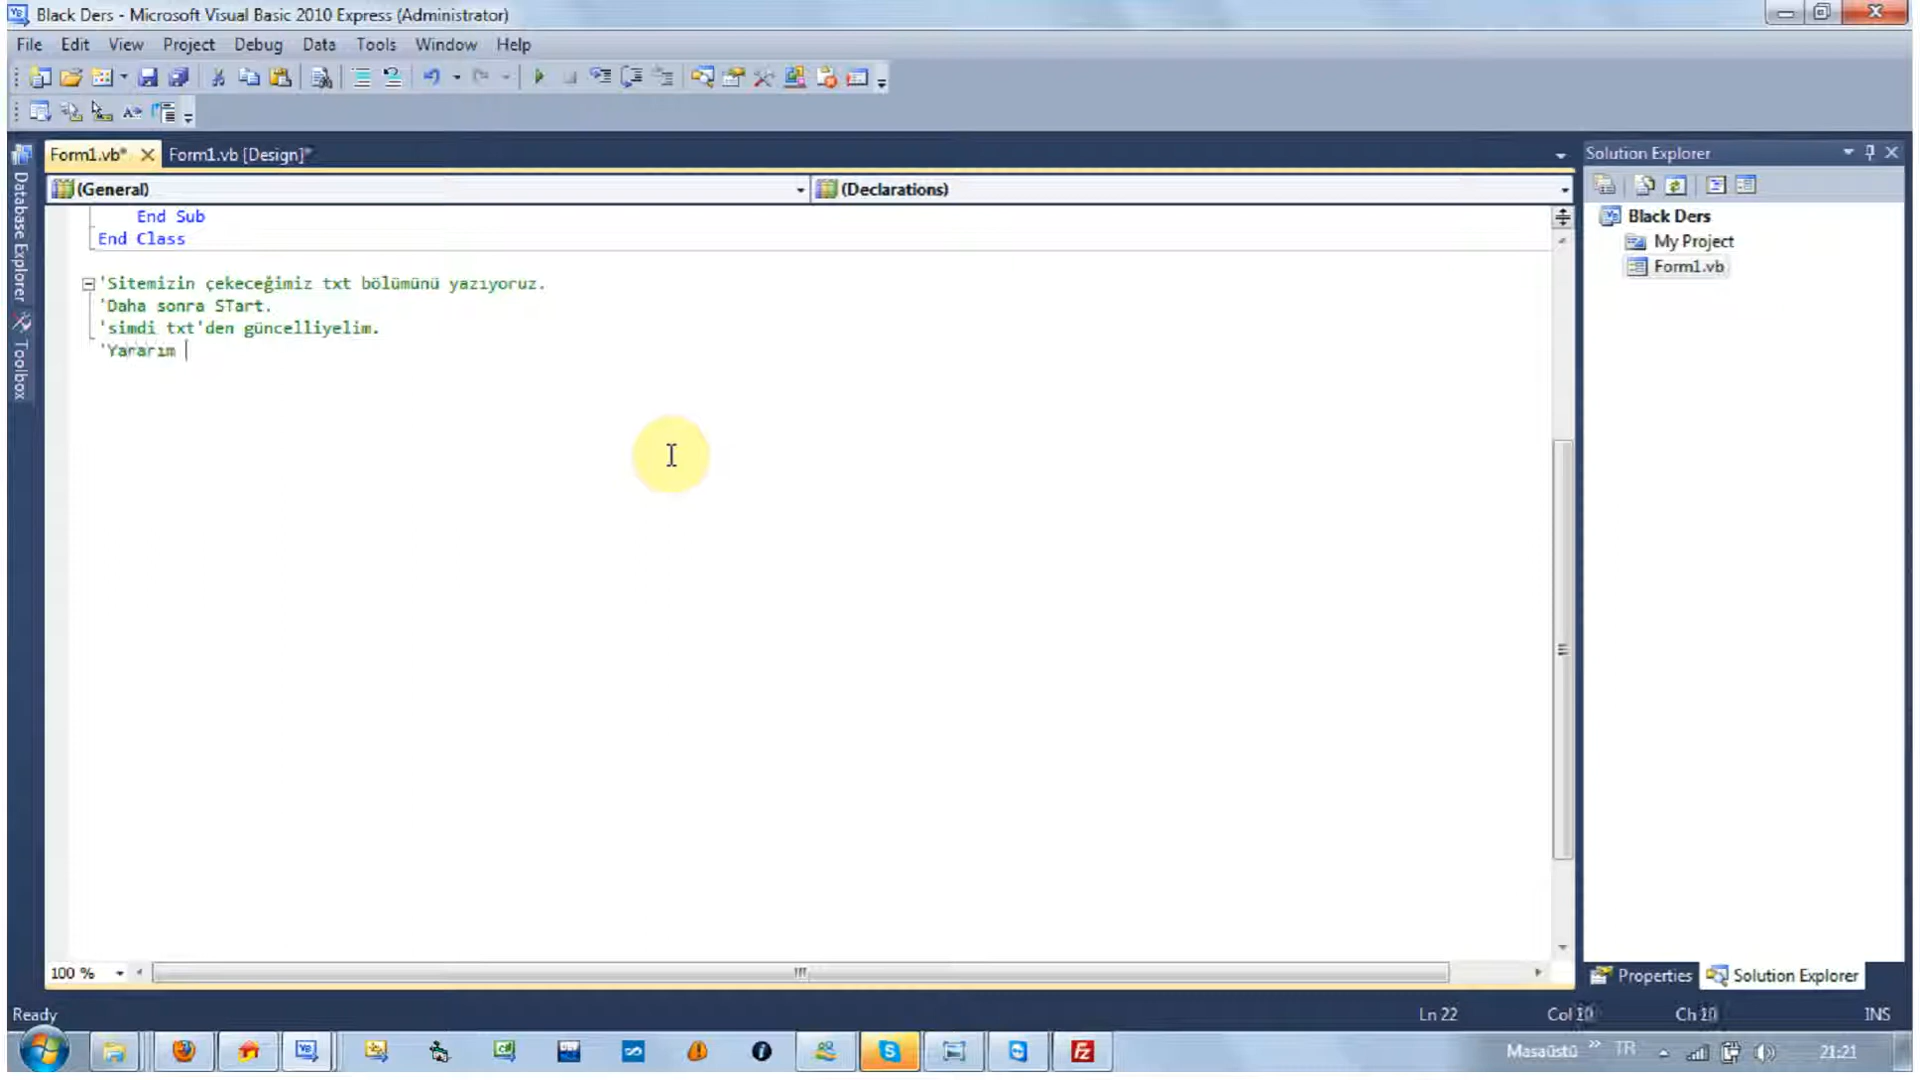 Black Ders - Microsoft Visual Basic 2010 Express (Administrator)
File Edit View Project Debug Data Tools Window Help
Form1.vb* Form1.vb [Design]*
Solution Explorer
(General) (Declarations)
Database Explorer
Toolbox
End Sub
End Class
'Sitemizin çekeceğimiz txt bölümünü yazıyoruz.
'Daha sonra STart.
'simdi txt'den güncelliyelim.
'Yararım
Black Ders
My Project
Form1.vb
100 %
Properties Solution Explorer
Ready Ln 22 Col 10 Ch 10 INS
Masaüstü » TR 21:21